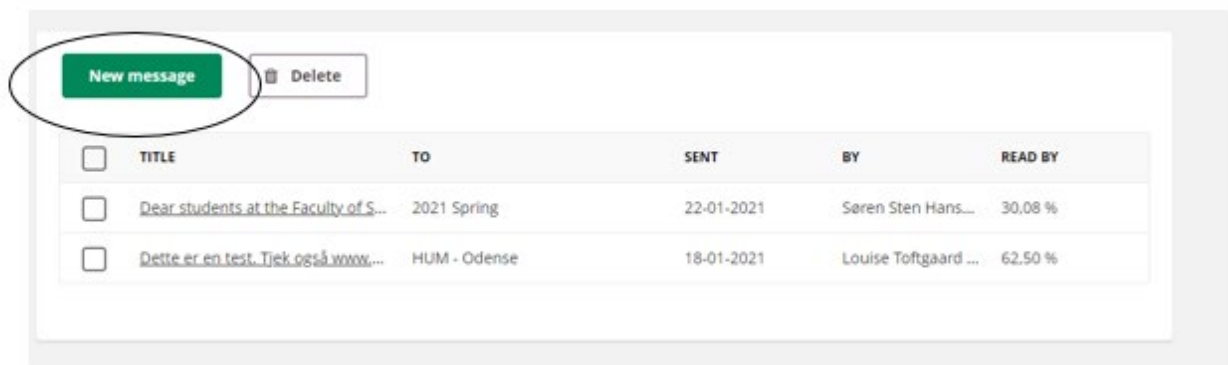 New message Delete
TITLE TO SENT BY READ BY
Dear students at the Faculty of S... 2021 Spring 22-01-2021 Søren Sten Hans... 30,08 %
Dette er en test. Tjek også www.... HUM - Odense 18-01-2021 Louise Toftgaard ... 62,50 %